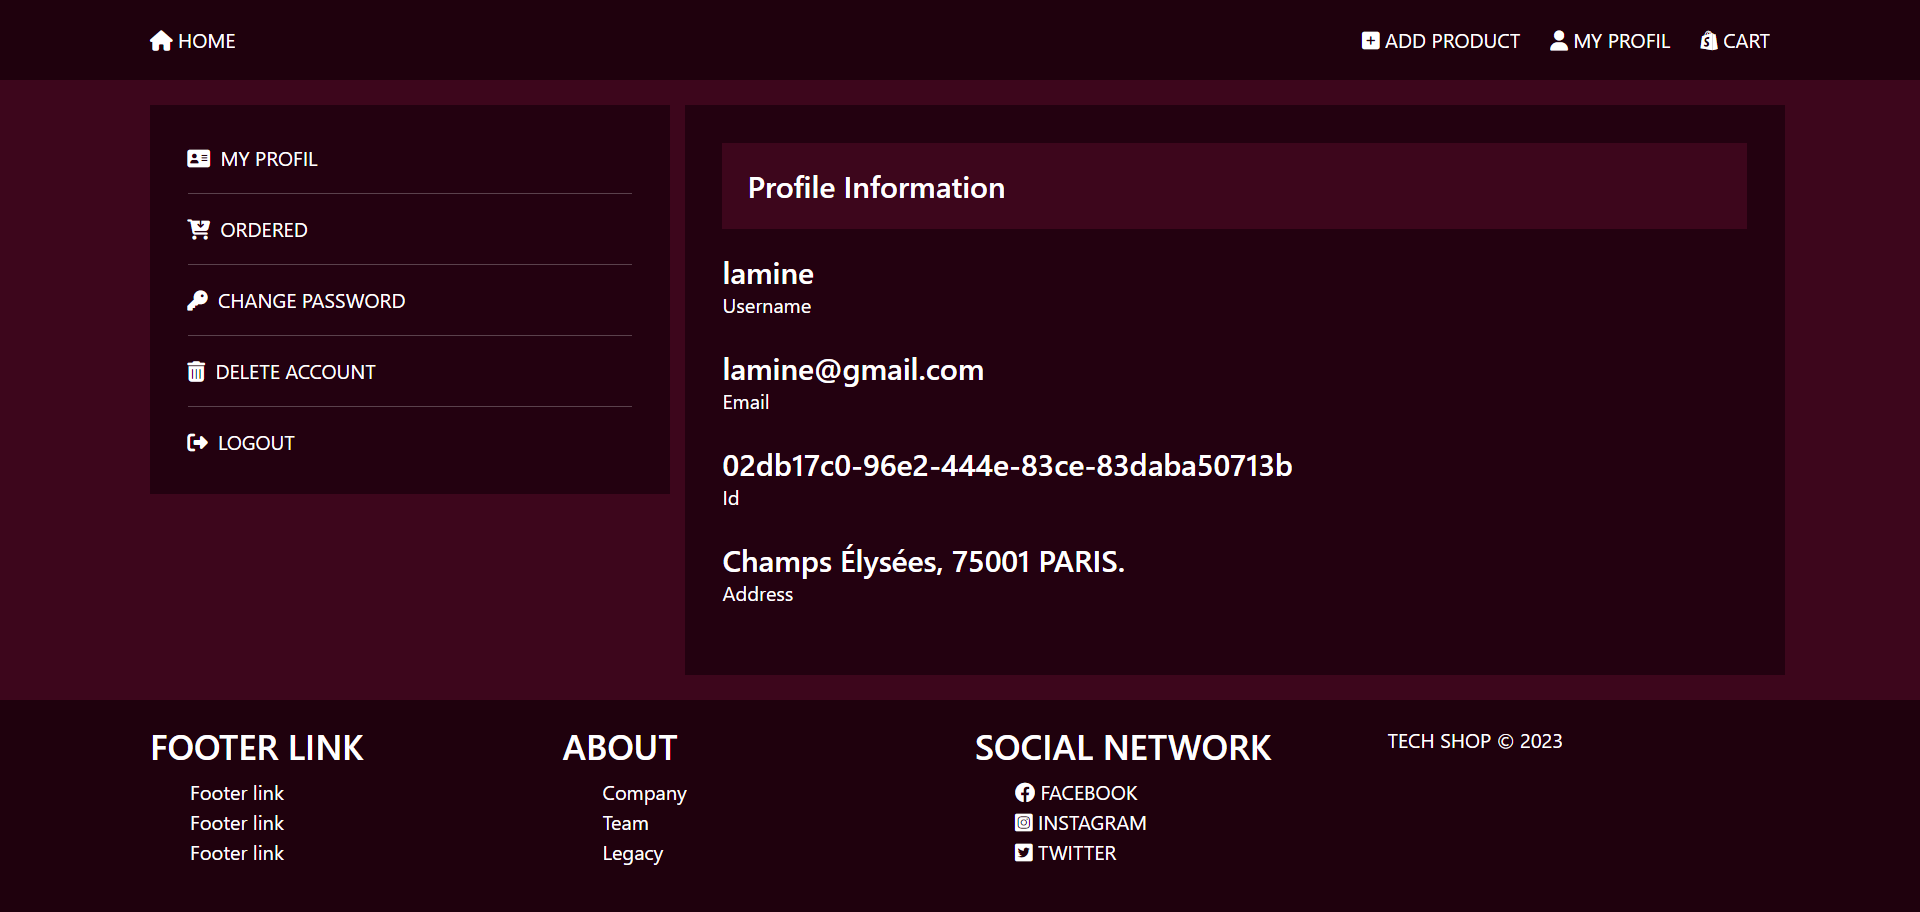 HOME
ADD PRODUCT
MY PROFIL
CART
MY PROFIL
ORDERED
CHANGE PASSWORD
DELETE ACCOUNT
LOGOUT
Profile Information
lamine
Username
lamine@gmail.com
Email
02db17c0-96e2-444e-83ce-83daba50713b
Id
Champs Élysées, 75001 PARIS.
Address
FOOTER LINK
Footer link
Footer link
Footer link
ABOUT
Company
Team
Legacy
SOCIAL NETWORK
FACEBOOK
INSTAGRAM
TWITTER
TECH SHOP © 2023